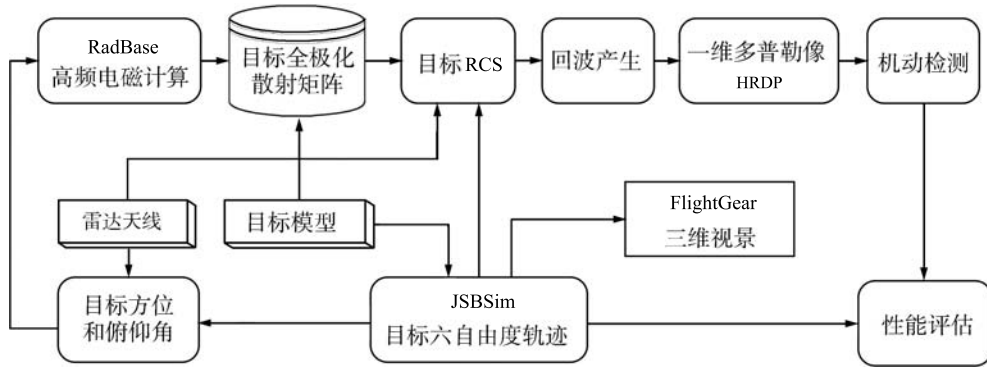 RadBase
高频电磁计算
目标全极化
散射矩阵
目标 RCS
回波产生
一维多普勒像
HRDP
机动检测
雷达天线
目标模型
FlightGear
三维视景
目标方位
和俯仰角
JSBSim
目标六自由度轨迹
性能评估